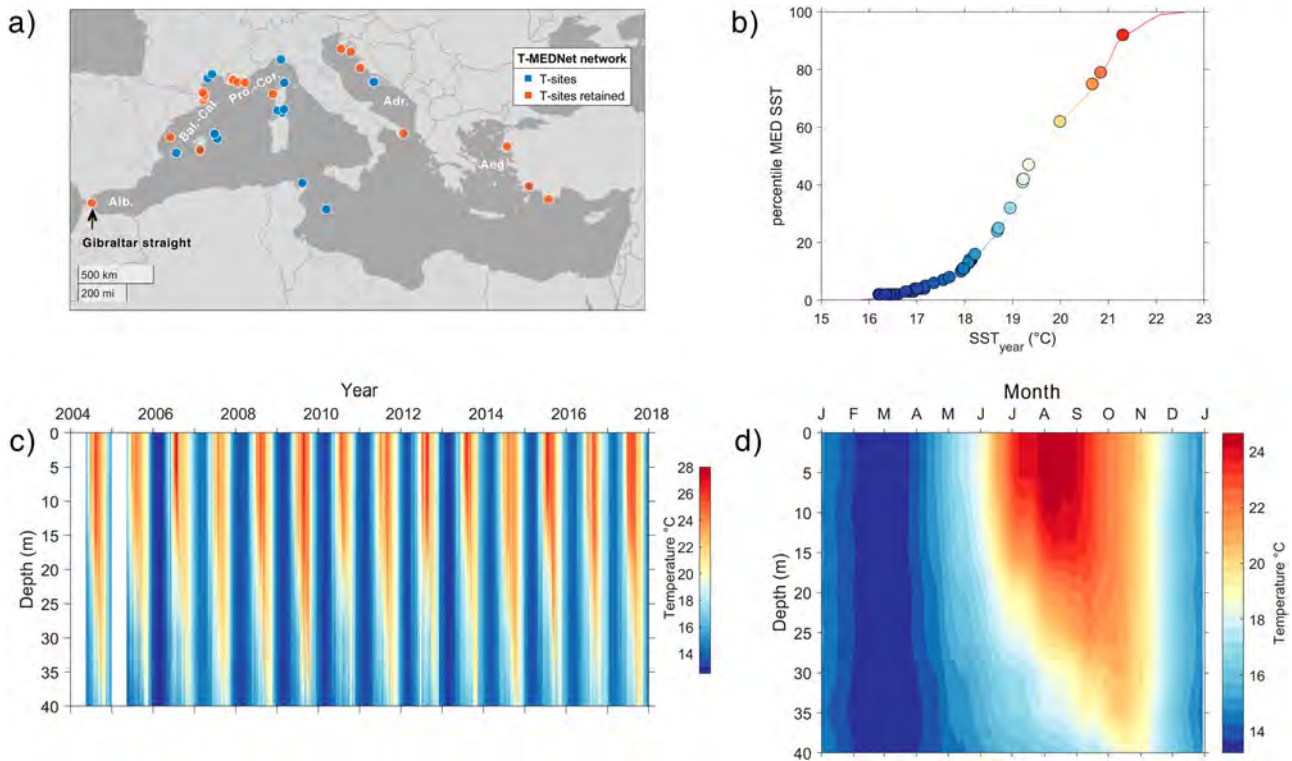 a)
T-MEDNet network
T-sites
T-sites retained
Pro.-Cor.
Bal.-Cal.
Adr.
Aeg.
Alb.
Gibraltar straight
500 km
200 mi
b)
100
80
60
40
20
0
percentile MED SST
15 16 17 18 19 20 21 22 23
SST year (°C)
c)
Year
2004 2006 2008 2010 2012 2014 2016 2018
0
5
10
15
20
25
30
35
40
Depth (m)
28
26
24
22
20
18
16
14
Temperature °C
d)
Month
J F M A M J J A S O N D J
0
5
10
15
20
25
30
35
40
Depth (m)
24
22
20
18
16
14
Temperature °C